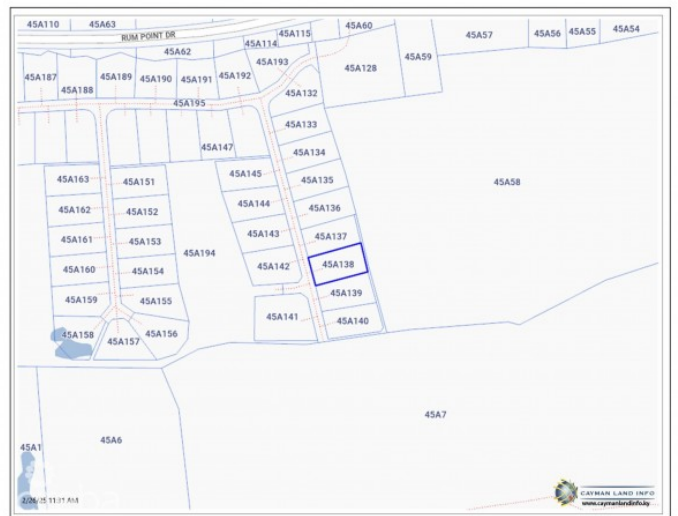 45A110 45A63 45A115 45A60 45A57 45A56 45A55 45A54
RUM POINT DR
45A62 45A114 45A59
45A193 45A128
45A187 45A188 45A189 45A190 45A191 45A192 45A132
45A195
45A133
45A147 45A134
45A163 45A151 45A145 45A135 45A58
45A162 45A152 45A144 45A136
45A161 45A153 45A143 45A137
45A194
45A160 45A154 45A142 45A138
45A159 45A155 45A139
45A141 45A140
45A158 45A157 45A156
45A7
45A1 45A6
2/26/25 11:31 AM
CAYMAN LAND INFO
www.caymanlandinfo.ky